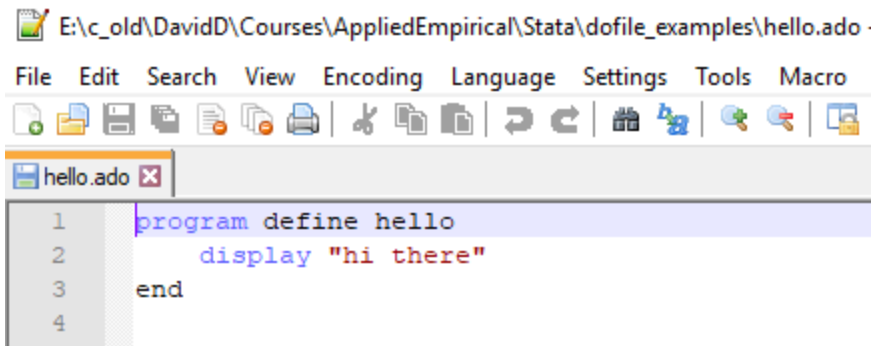 E:\c_old\DavidD\Courses\AppliedEmpirical\Stata\dofile_examples\hello.ado -
File Edit Search View Encoding Language Settings Tools Macro
hello.ado
1 program define hello
2     display "hi there"
3 end
4